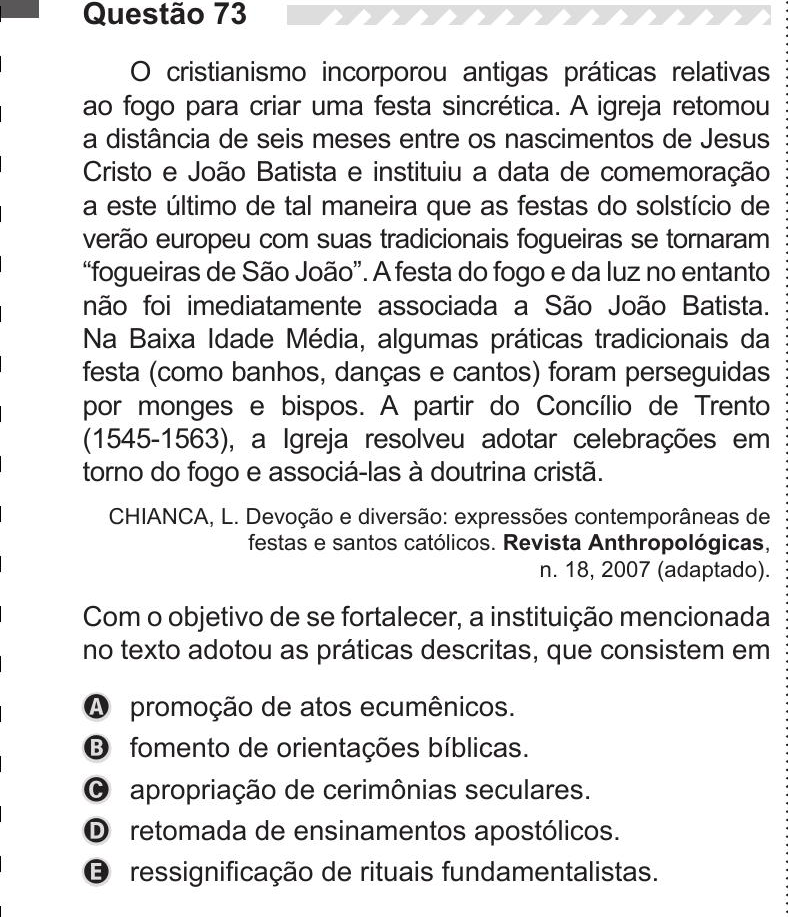 Questão 73
O cristianismo incorporou antigas práticas relativas
ao fogo para criar uma festa sincrética. A igreja retomou
a distância de seis meses entre os nascimentos de Jesus
Cristo e João Batista e instituiu a data de comemoração
a este último de tal maneira que as festas do solstício de
verão europeu com suas tradicionais fogueiras se tornaram
“fogueiras de São João”. A festa do fogo e da luz no entanto
não foi imediatamente associada a São João Batista.
Na Baixa Idade Média, algumas práticas tradicionais da
festa (como banhos, danças e cantos) foram perseguidas
por monges e bispos. A partir do Concílio de Trento
(1545-1563), a Igreja resolveu adotar celebrações em
torno do fogo e associá-las à doutrina cristã.
CHIANCA, L. Devoção e diversão: expressões contemporâneas de
festas e santos católicos. Revista Anthropológicas,
n. 18, 2007 (adaptado).
Com o objetivo de se fortalecer, a instituição mencionada
no texto adotou as práticas descritas, que consistem em
A promoção de atos ecumênicos.
B fomento de orientações bíblicas.
C apropriação de cerimônias seculares.
D retomada de ensinamentos apostólicos.
E ressignificação de rituais fundamentalistas.